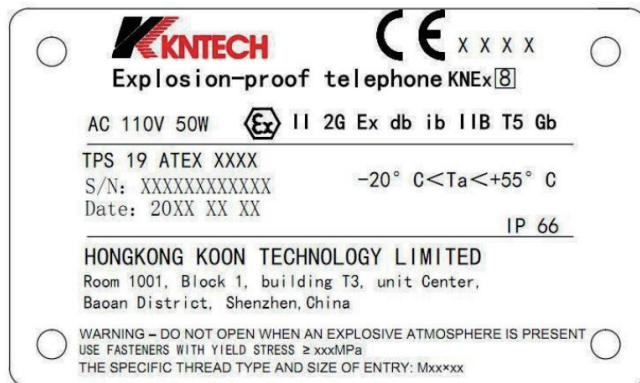 KNTECH
CE XXXX
Explosion-proof telephone KNEx8
AC 110V 50W Ex II 2G Ex db ib IIB T5 Gb
TPS 19 ATEX XXXX
S/N: XXXXXXXXXXXX
-20° C<Ta<+55° C
Date: 20XX XX XX
IP 66
HONGKONG KOON TECHNOLOGY LIMITED
Room 1001, Block 1, building T3, unit Center,
Baoan District, Shenzhen,China
WARNING – DO NOT OPEN WHEN AN EXPLOSIVE ATMOSPHERE IS PRESENT
USE FASTENERS WITH YIELD STRESS ≥ xxxMPa
THE SPECIFIC THREAD TYPE AND SIZE OF ENTRY: Mxx×xx